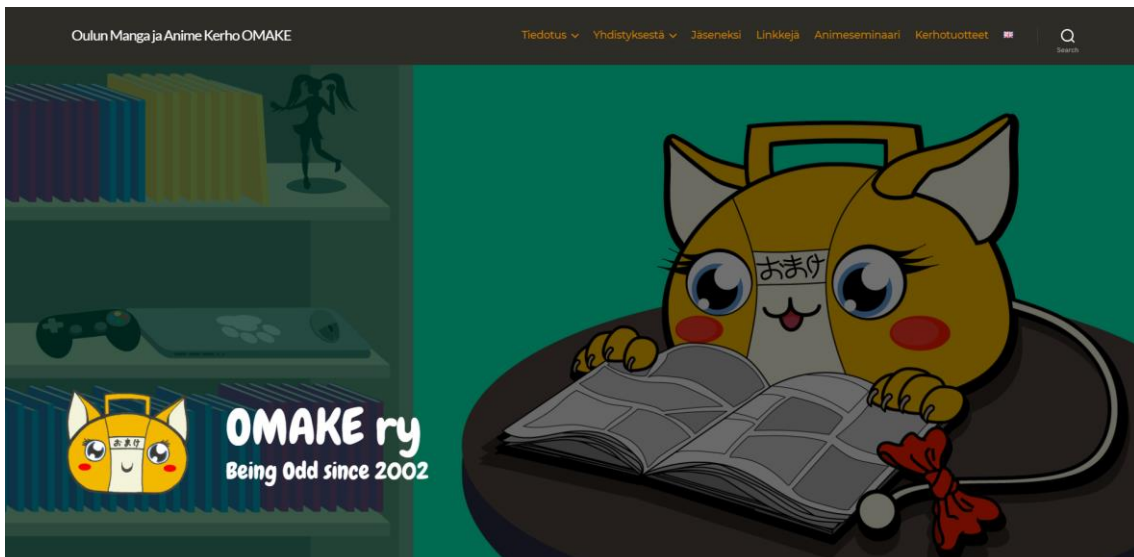 Oulun Manga ja Anime Kerho OMAKE
Tiedotus Yhdistyksestä Jäseneksi Linkkejä Animeseminaari Kerhotuotteet
Search
おまけ
おまけ
OMAKE ry
Being Odd since 2002